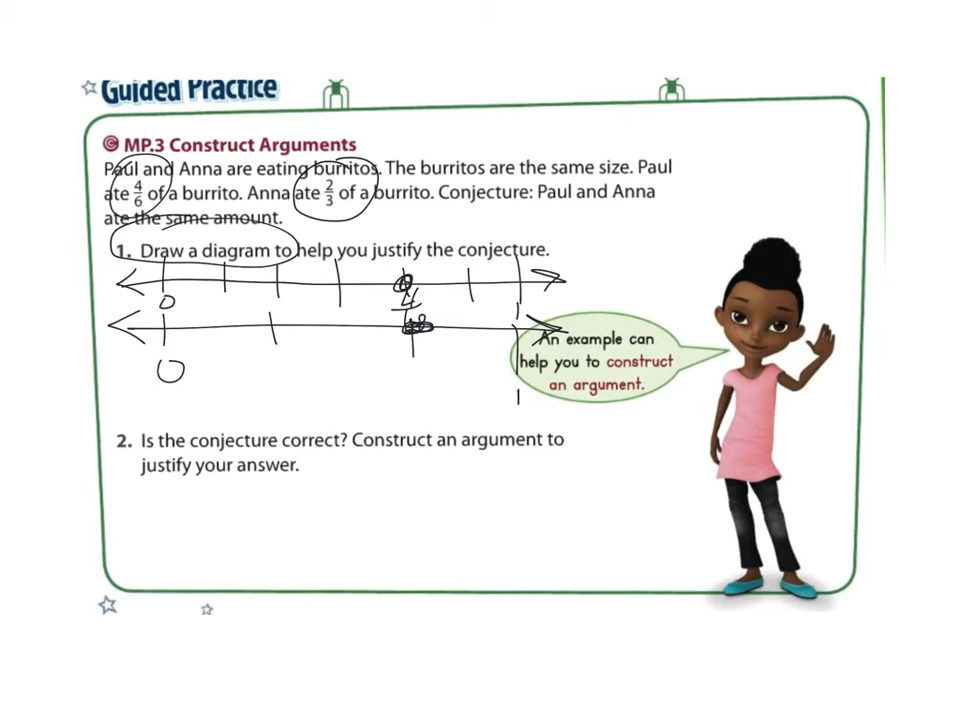 Guided Practice
MP.3 Construct Arguments
Paul and Anna are eating burritos. The burritos are the same size. Paul
ate 4/6 of a burrito. Anna ate 2/3 of a burrito. Conjecture: Paul and Anna
ate the same amount.
1. Draw a diagram to help you justify the conjecture.
0 4 1
0 1
An example can
help you to construct
an argument.
2. Is the conjecture correct? Construct an argument to
justify your answer.